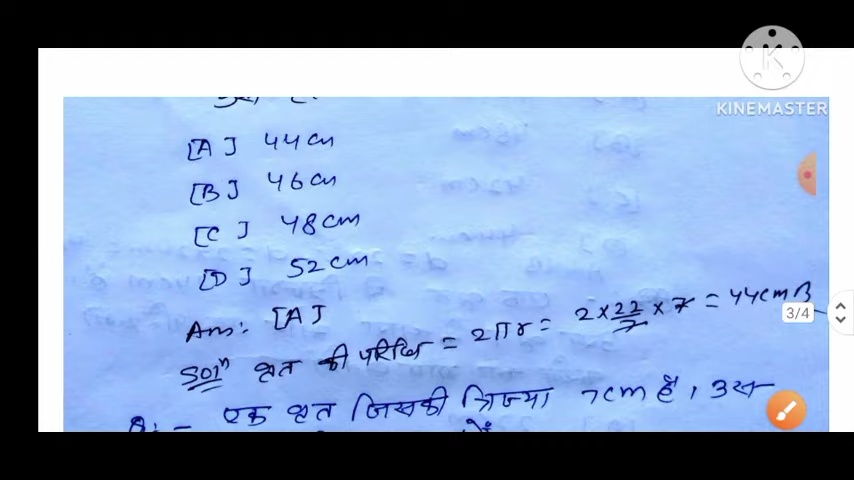 KINEMASTER
[A] 44cm
[B] 46cm
[C] 48cm
[D] 52cm
Ans: [A]
Solⁿ वृत की परिधि = 2πr = 2 × 22/7 × 7 = 44cm
3/4
एक वृत जिसकी त्रिज्या 7cm है, उस